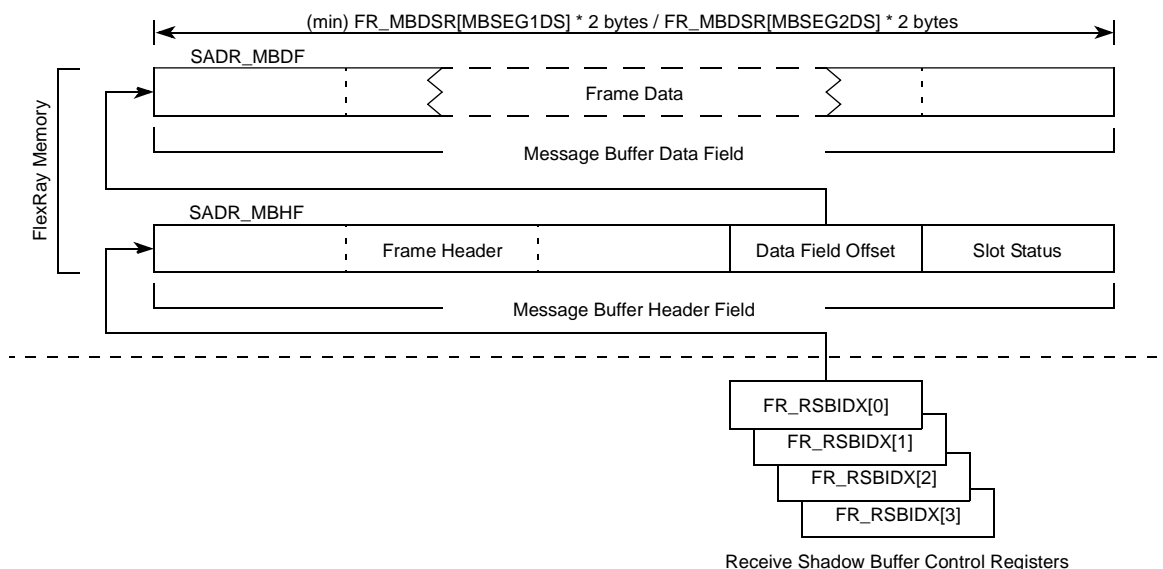 (min) FR_MBDSR[MBSEG1DS] * 2 bytes / FR_MBDSR[MBSEG2DS] * 2 bytes
SADR_MBDF
Frame Data
Message Buffer Data Field
FlexRay Memory
SADR_MBHF
Frame Header
Data Field Offset
Slot Status
Message Buffer Header Field
FR_RSBIDX[0]
FR_RSBIDX[1]
FR_RSBIDX[2]
FR_RSBIDX[3]
Receive Shadow Buffer Control Registers